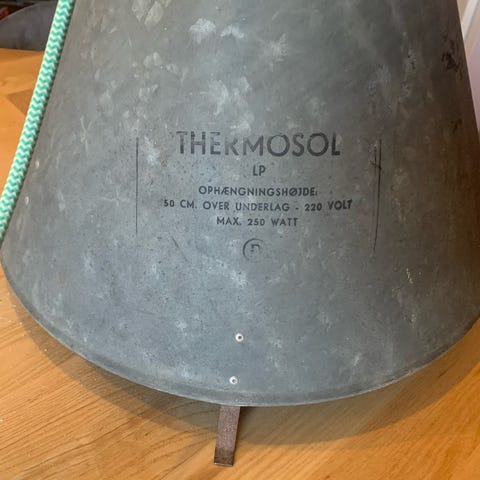 THERMOSOL
LP
OPHÆNGNINGSHØJDE:
50 CM. OVER UNDERLAG - 220 VOLT
MAX. 250 WATT
D